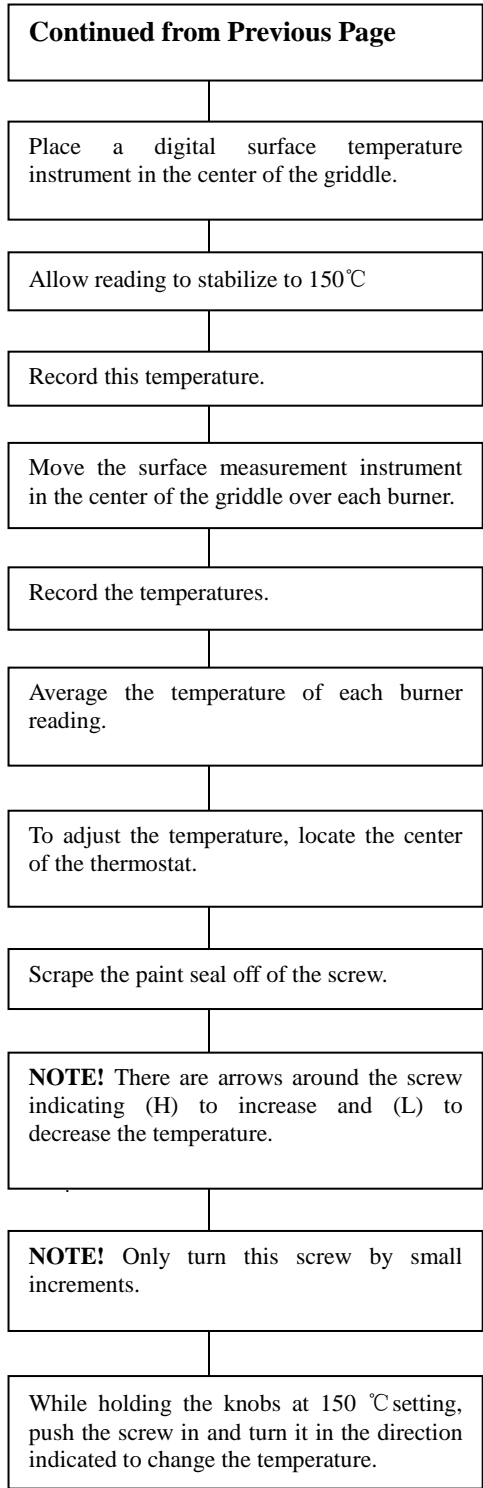 Continued from Previous Page
Place a digital surface temperature
instrument in the center of the griddle.
Allow reading to stabilize to 150℃
Record this temperature.
Move the surface measurement instrument
in the center of the griddle over each burner.
Record the temperatures.
Average the temperature of each burner
reading.
To adjust the temperature, locate the center
of the thermostat.
Scrape the paint seal off of the screw.
NOTE! There are arrows around the screw
indicating (H) to increase and (L) to
decrease the temperature.
NOTE! Only turn this screw by small
increments.
While holding the knobs at 150 ℃setting,
push the screw in and turn it in the direction
indicated to change the temperature.